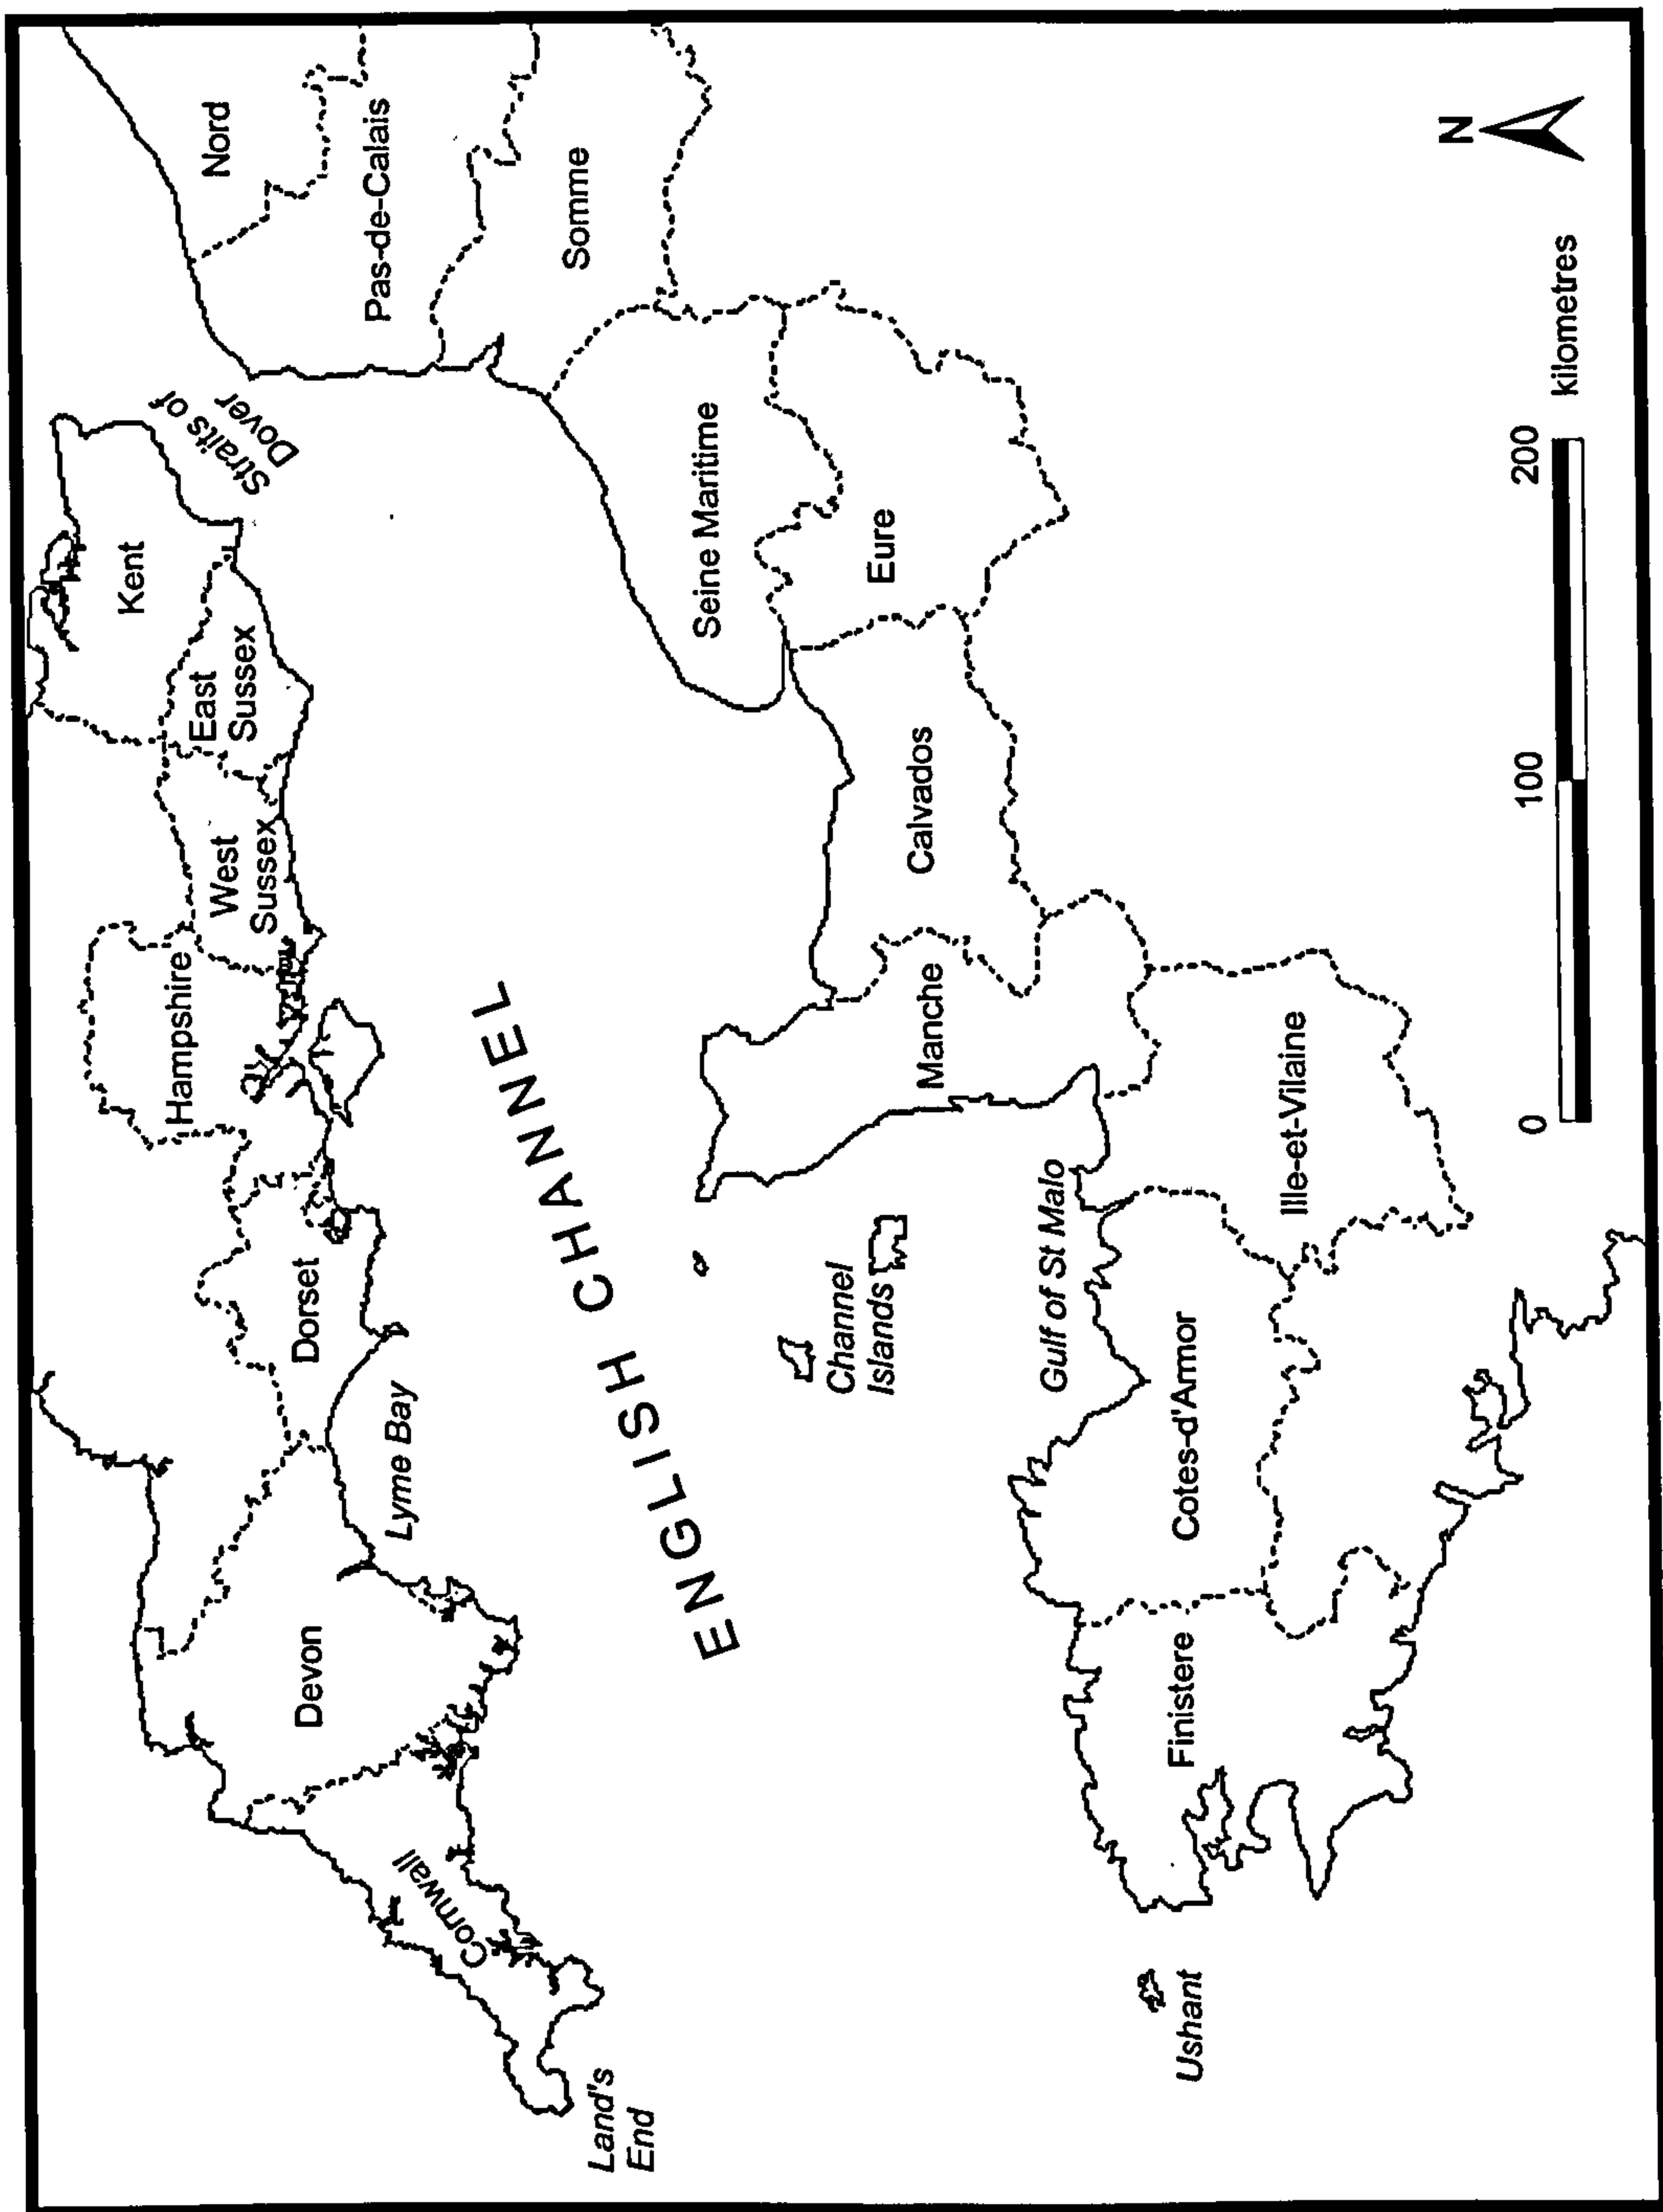 Nord
Pas-de-Calais
Somme
Straits of
Dover
Kent
East
Sussex
West
Sussex
Hampshire
Dorset
Devon
Cornwall
Lyme Bay
Land's
End
ENGLISH CHANNEL
Seine Maritime
Eure
Calvados
Manche
Channel
Islands
Gulf of St Malo
Ille-et-Vilaine
Cotes-d'Armor
Finistere
Ushant
N
0
100
200
kilometres